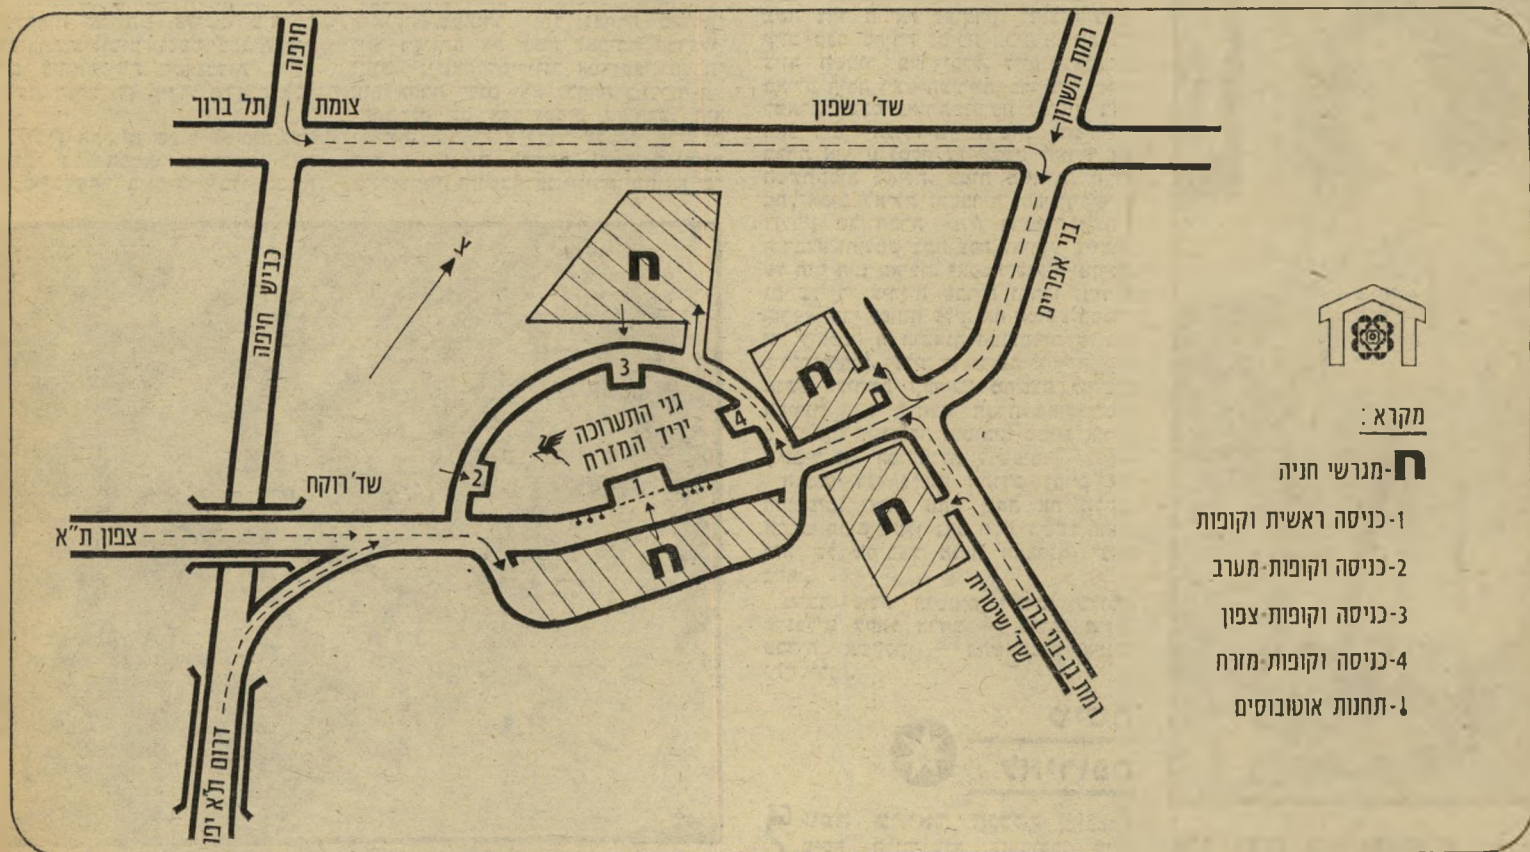 חיפה
צומת תל ברוך
שד' רשפון
רמת השרון
כביש חיפה
בני אפריים
ח
ח
ח
ח
3
4
2
1
גני התערוכה
יריד המזרח
שד' רוקח
צפון ת"א
דרום ת"א יפו
שד' שיטרית
רמת גן-בני ברק
מקרא:
ח-מגרשי חניה
1-כניסה ראשית וקופות
2-כניסה וקופות-מערב
3-כניסה וקופות-צפון
4-כניסה וקופות-מזרח
-תחנות אוטובוסים